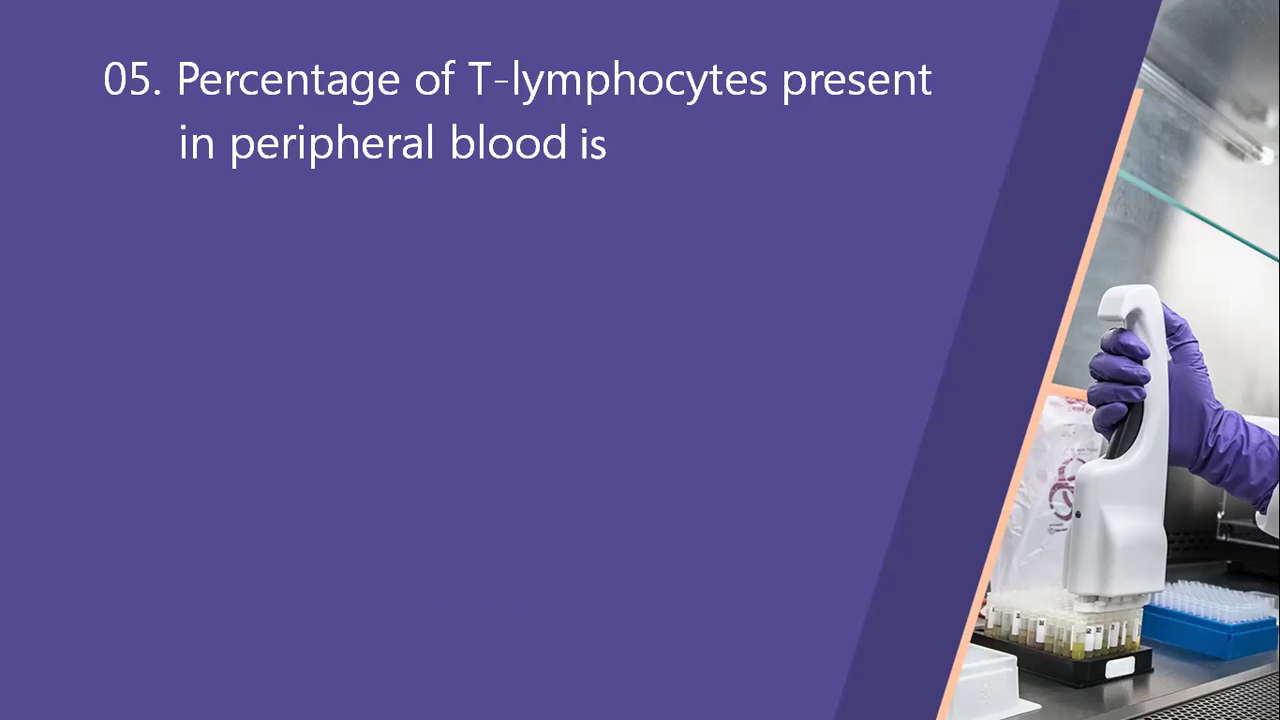 05. Percentage of T-lymphocytes present
in peripheral blood is